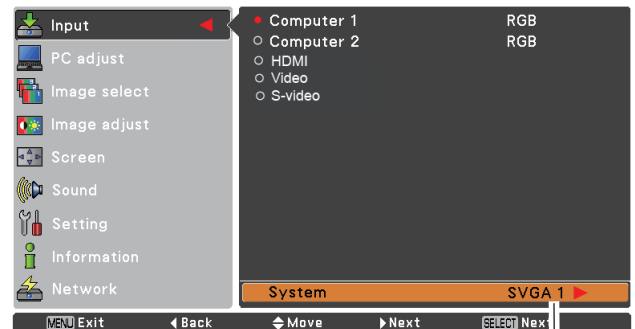 Input
PC adjust
Image select
Image adjust
Screen
Sound
Setting
Information
Network
Computer 1 RGB
Computer 2 RGB
HDMI
Video
S-video
System SVGA 1
MENU Exit Back Move Next SELECT Next